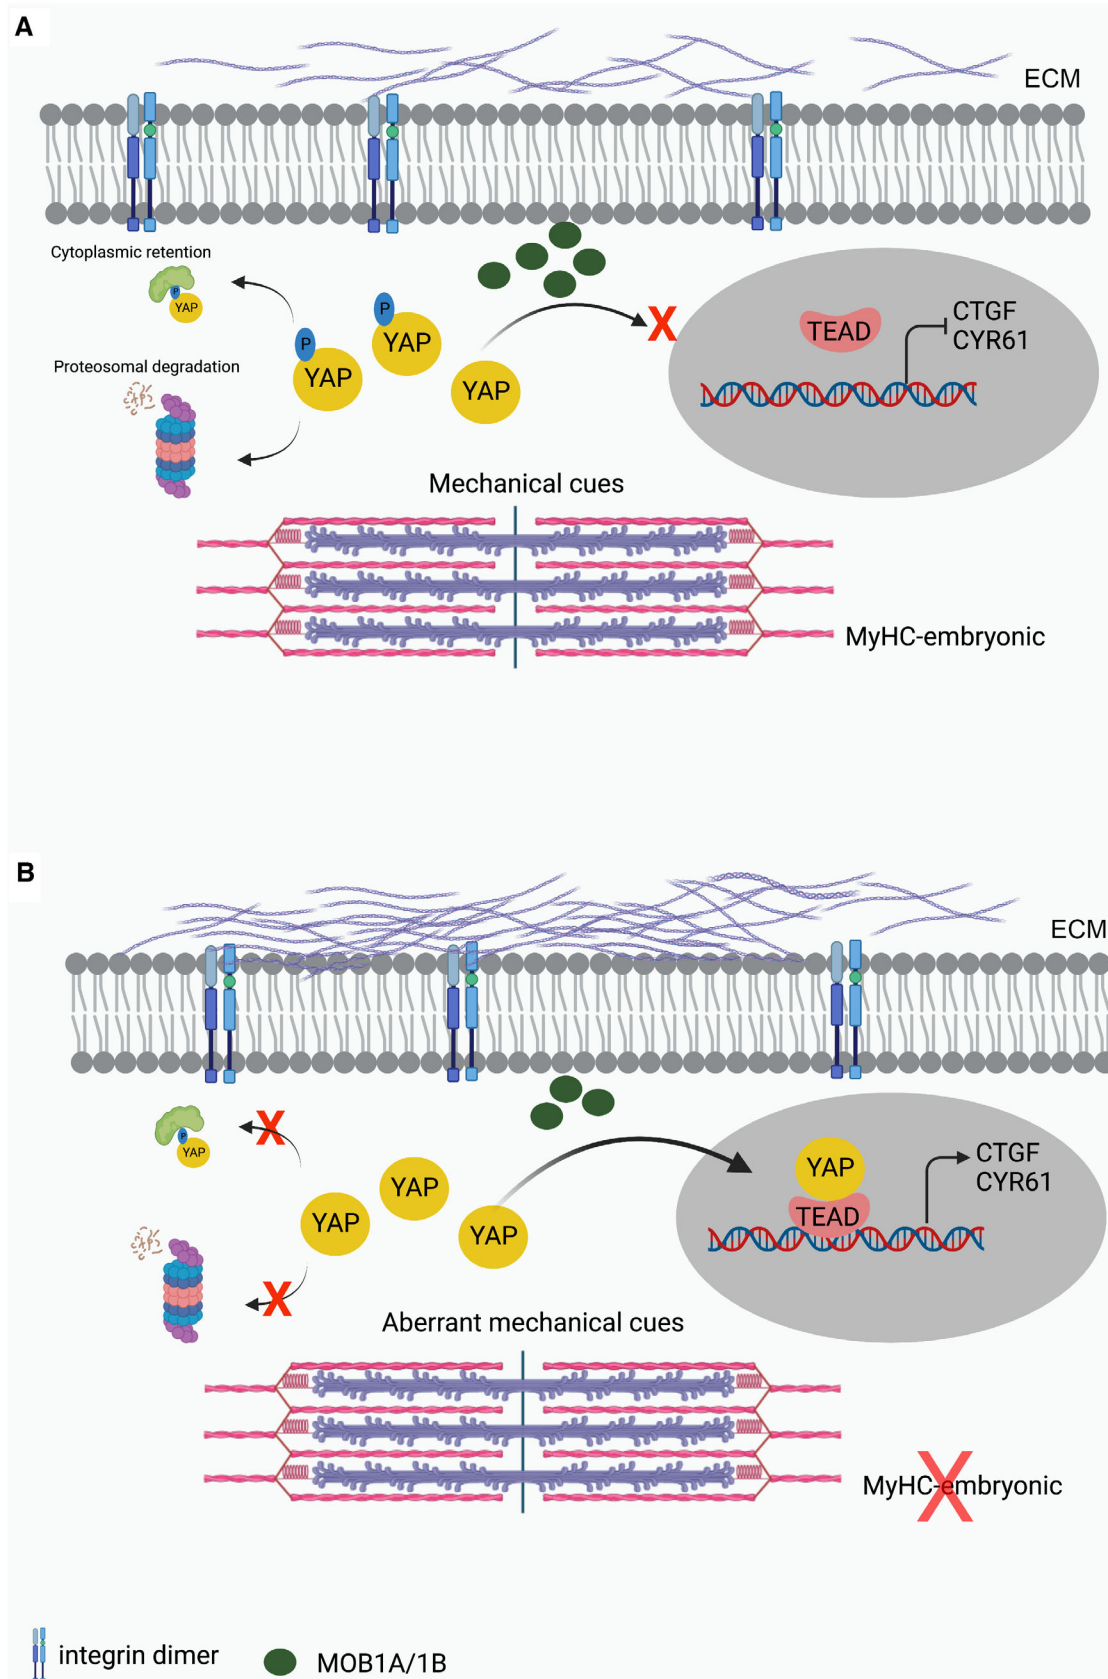 A
ECM
Cytoplasmic retention
P
YAP
P
YAP
P
YAP
YAP
X
TEAD
CTGF
CYR61
Proteosomal degradation
Mechanical cues
MyHC-embryonic
B
ECM
P
YAP
X
YAP
YAP
YAP
YAP
TEAD
CTGF
CYR61
X
Aberrant mechanical cues
MyHC-embryonic
X
integrin dimer
MOB1A/1B